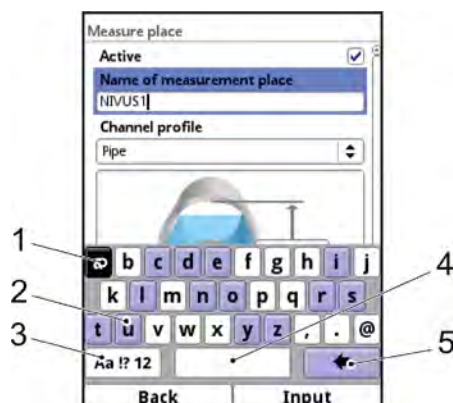 Measure place
Active
Name of measurement place
NIVUS1
Channel profile
Pipe
1
b c d e f g h i j
4
2
k l m n o p q r s
3
t u v w x y z , . @
5
Aa !? 12
Back Input